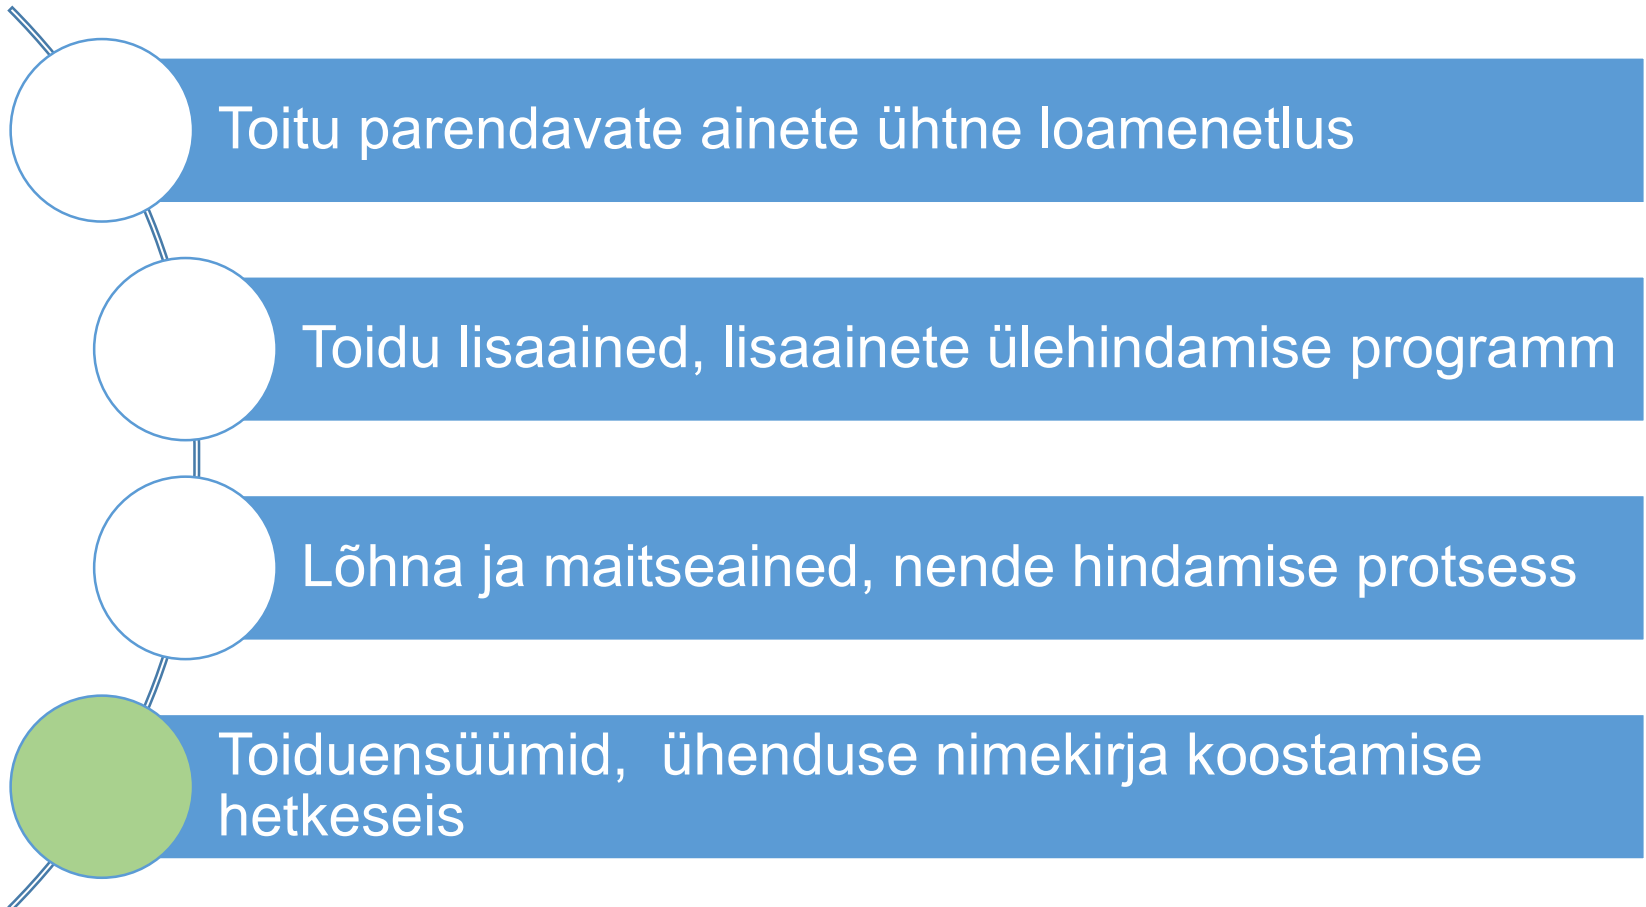 Toitu parendavate ainete ühtne loamenetlus
Toidu lisaained, lisaainete ülehindamise programm
Lõhna ja maitseained, nende hindamise protsess
Toiduensüümid,  ühenduse nimekirja koostamise
hetkeseis